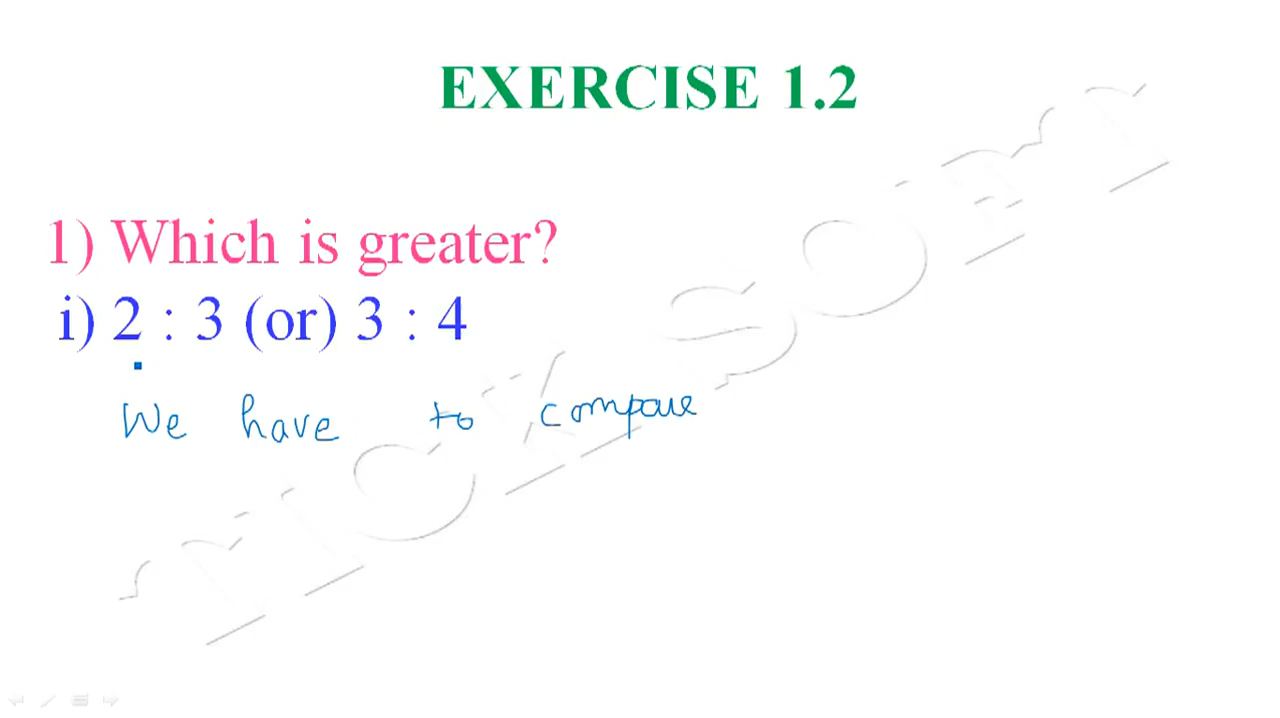 EXERCISE 1.2
1) Which is greater?
i) 2 : 3 (or) 3 : 4
We have to compare